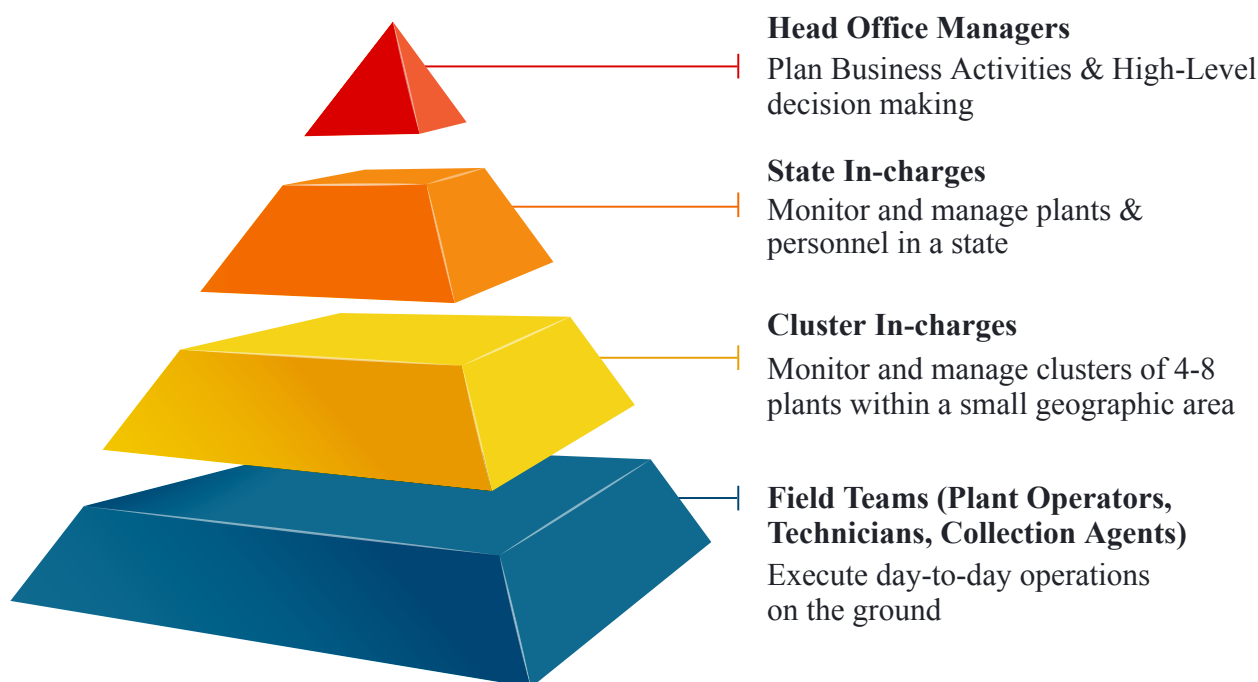 Head Office Managers
Plan Business Activities & High-Level
decision making
State In-charges
Monitor and manage plants &
personnel in a state
Cluster In-charges
Monitor and manage clusters of 4-8
plants within a small geographic area
Field Teams (Plant Operators,
Technicians, Collection Agents)
Execute day-to-day operations
on the ground